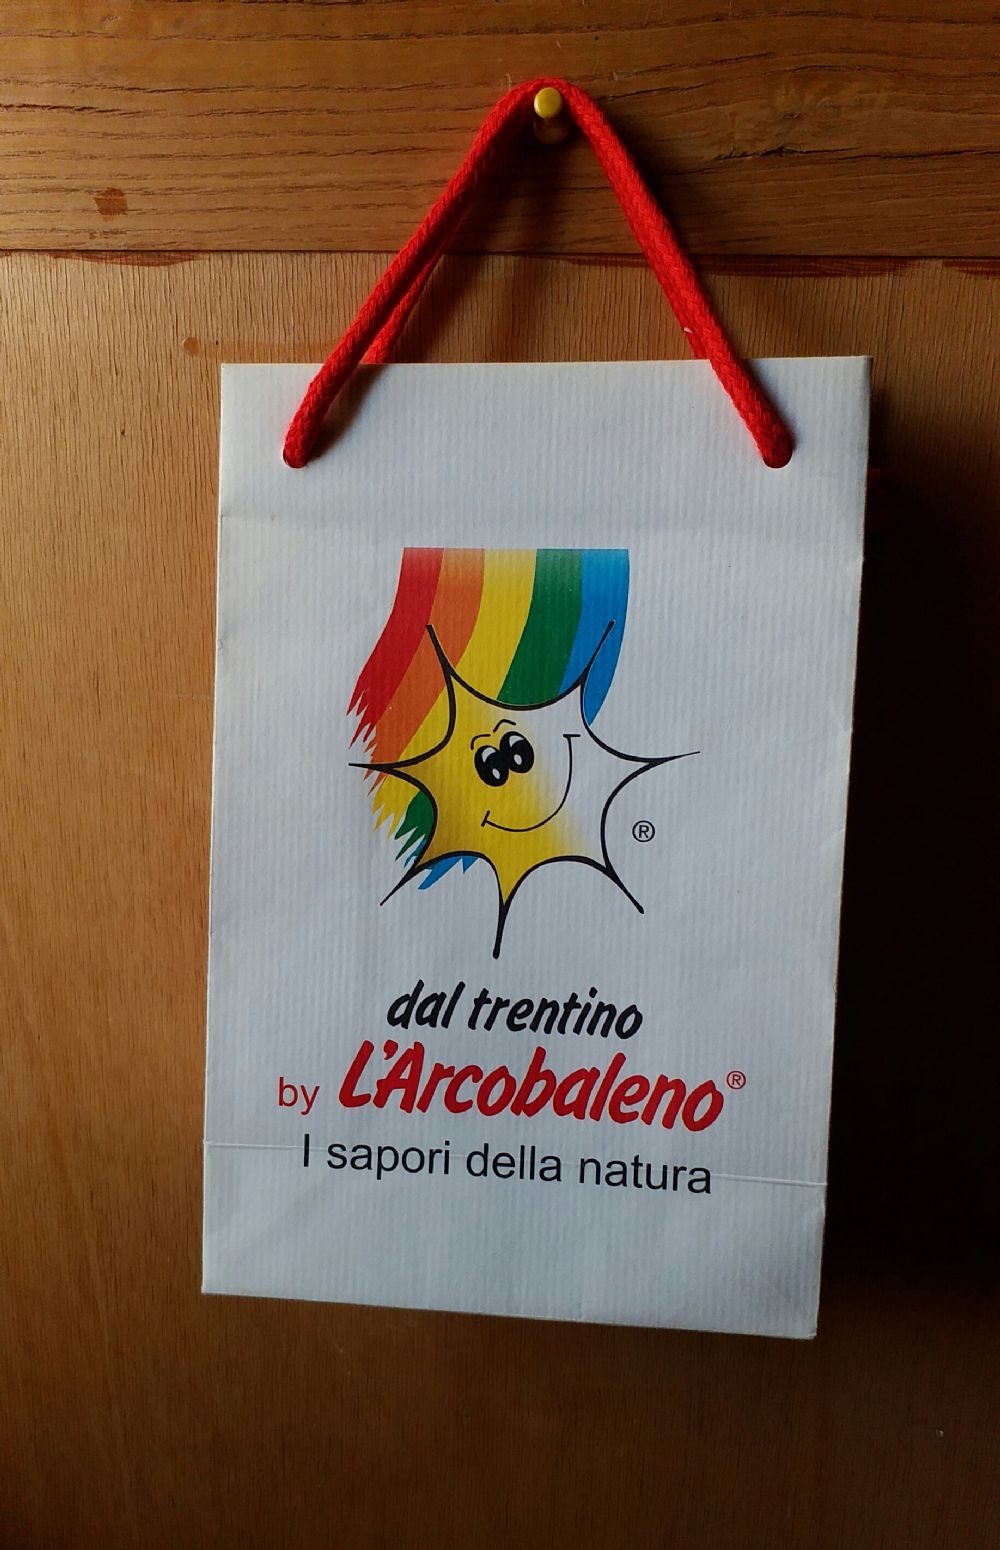 ®
dal trentino
by L'Arcobaleno®
I sapori della natura